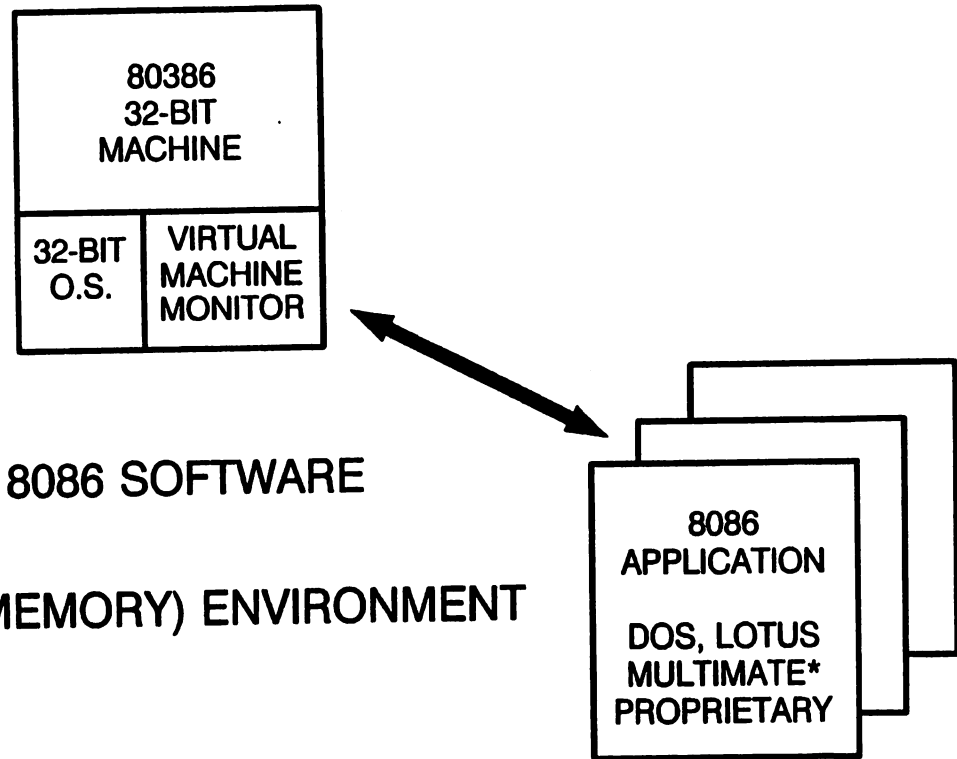 80386
32-BIT
MACHINE
32-BIT
O.S.
VIRTUAL
MACHINE
MONITOR
8086 SOFTWARE
MEMORY) ENVIRONMENT
8086
APPLICATION
DOS, LOTUS
MULTIMATE*
PROPRIETARY